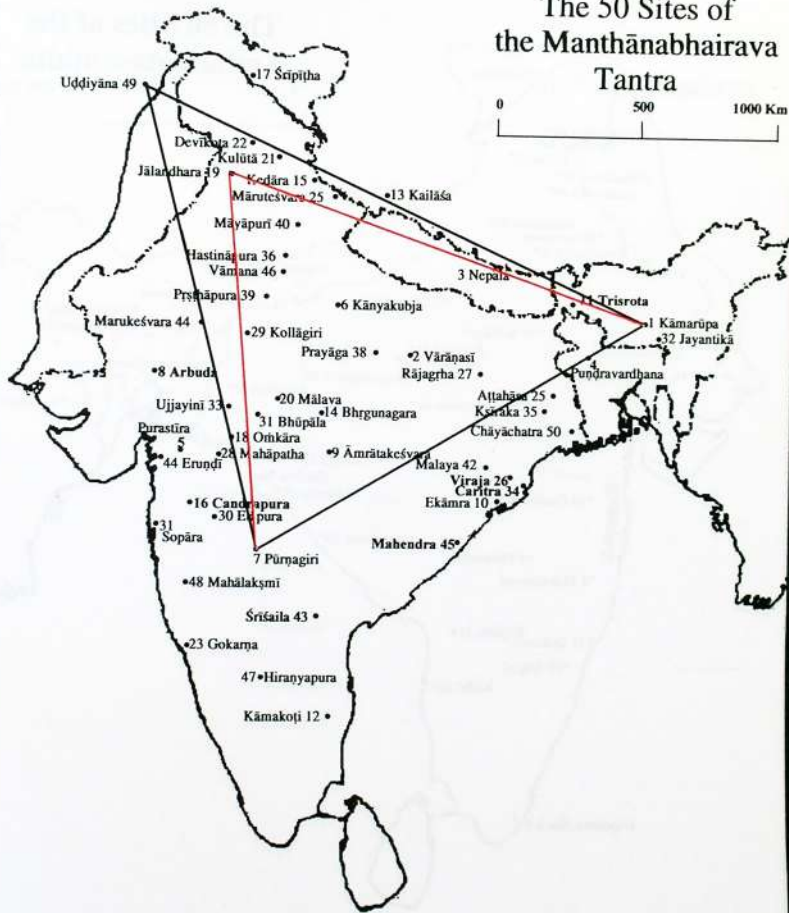 The 50 Sites of
the Manthānabhairava
Tantra
0 500 1000 Km
17 Śrīpīṭha
Uḍḍiyāna 49
Devīkoṭa 22
Kulūtā 21
Jālandhara 19
Kedāra 15
Māruteśvara 25
13 Kailāśa
Māyāpurī 40
Hastināpura 36
Vāmana 46
3 Nepala
Pṛṣṭhāpura 39
6 Kānyakubja
11 Trisrota
Marukeśvara 44
1 Kāmarūpa
29 Kollāgiri
32 Jayantikā
Prayāga 38
2 Vārāṇasī
4
Puṇḍravardhana
8 Arbuda
Rājagṛha 27
20 Mālava
Aṭṭahāsa 25
Ujjayinī 33
14 Bhṛgunagara
31 Bhūpāla
Kṣīraka 35
Purastīra
5
18 Oṁkāra
Chāyāchatra 50
44 Eruṇḍī
28 Mahāpatha
9 Āmrātakeśvara
Malaya 42
Viraja 26
Caritra 34
16 Candrapura
Ekāmra 10
30 Elāpura
31
Sopāra
Mahendra 45
7 Pūrṇagiri
48 Mahālakṣmī
Śrīśaila 43
23 Gokarṇa
47 Hiraṇyapura
Kāmakoṭi 12